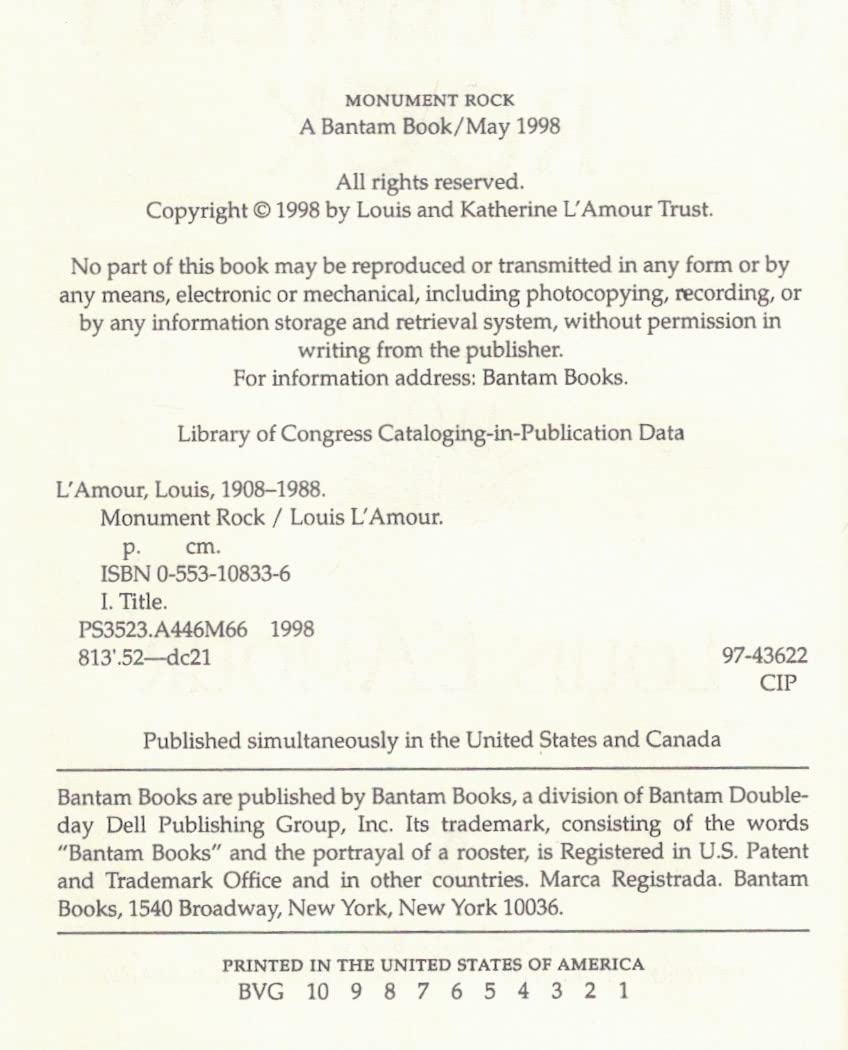 MONUMENT ROCK
A Bantam Book/May 1998
All rights reserved.
Copyright © 1998 by Louis and Katherine L'Amour Trust.
No part of this book may be reproduced or transmitted in any form or by
any means, electronic or mechanical, including photocopying, recording, or
by any information storage and retrieval system, without permission in
writing from the publisher.
For information address: Bantam Books.
Library of Congress Cataloging-in-Publication Data
L'Amour, Louis, 1908–1988.
Monument Rock / Louis L'Amour.
p. cm.
ISBN 0-553-10833-6
I. Title.
PS3523.A446M66 1998
813'.52—dc21 97-43622
CIP
Published simultaneously in the United States and Canada
Bantam Books are published by Bantam Books, a division of Bantam Double-
day Dell Publishing Group, Inc. Its trademark, consisting of the words
"Bantam Books" and the portrayal of a rooster, is Registered in U.S. Patent
and Trademark Office and in other countries. Marca Registrada. Bantam
Books, 1540 Broadway, New York, New York 10036.
PRINTED IN THE UNITED STATES OF AMERICA
BVG 10 9 8 7 6 5 4 3 2 1